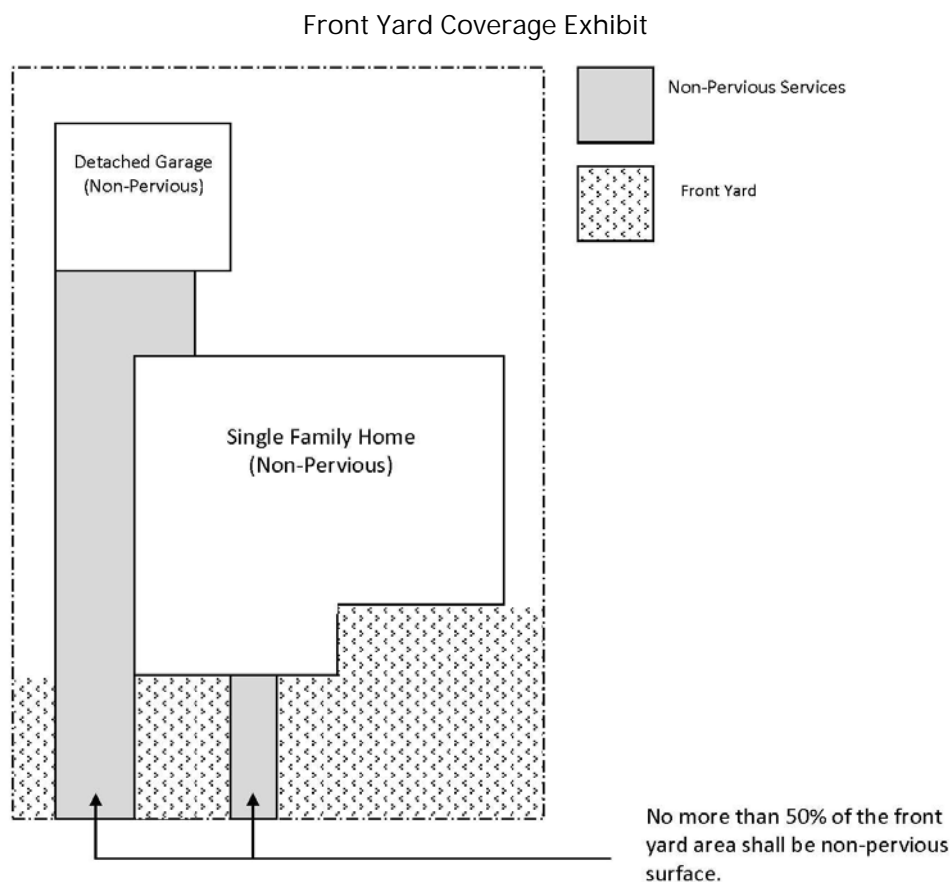 Front Yard Coverage Exhibit
Non-Pervious Services
Detached Garage
(Non-Pervious)
Front Yard
Single Family Home
(Non-Pervious)
No more than 50% of the front
yard area shall be non-pervious
surface.